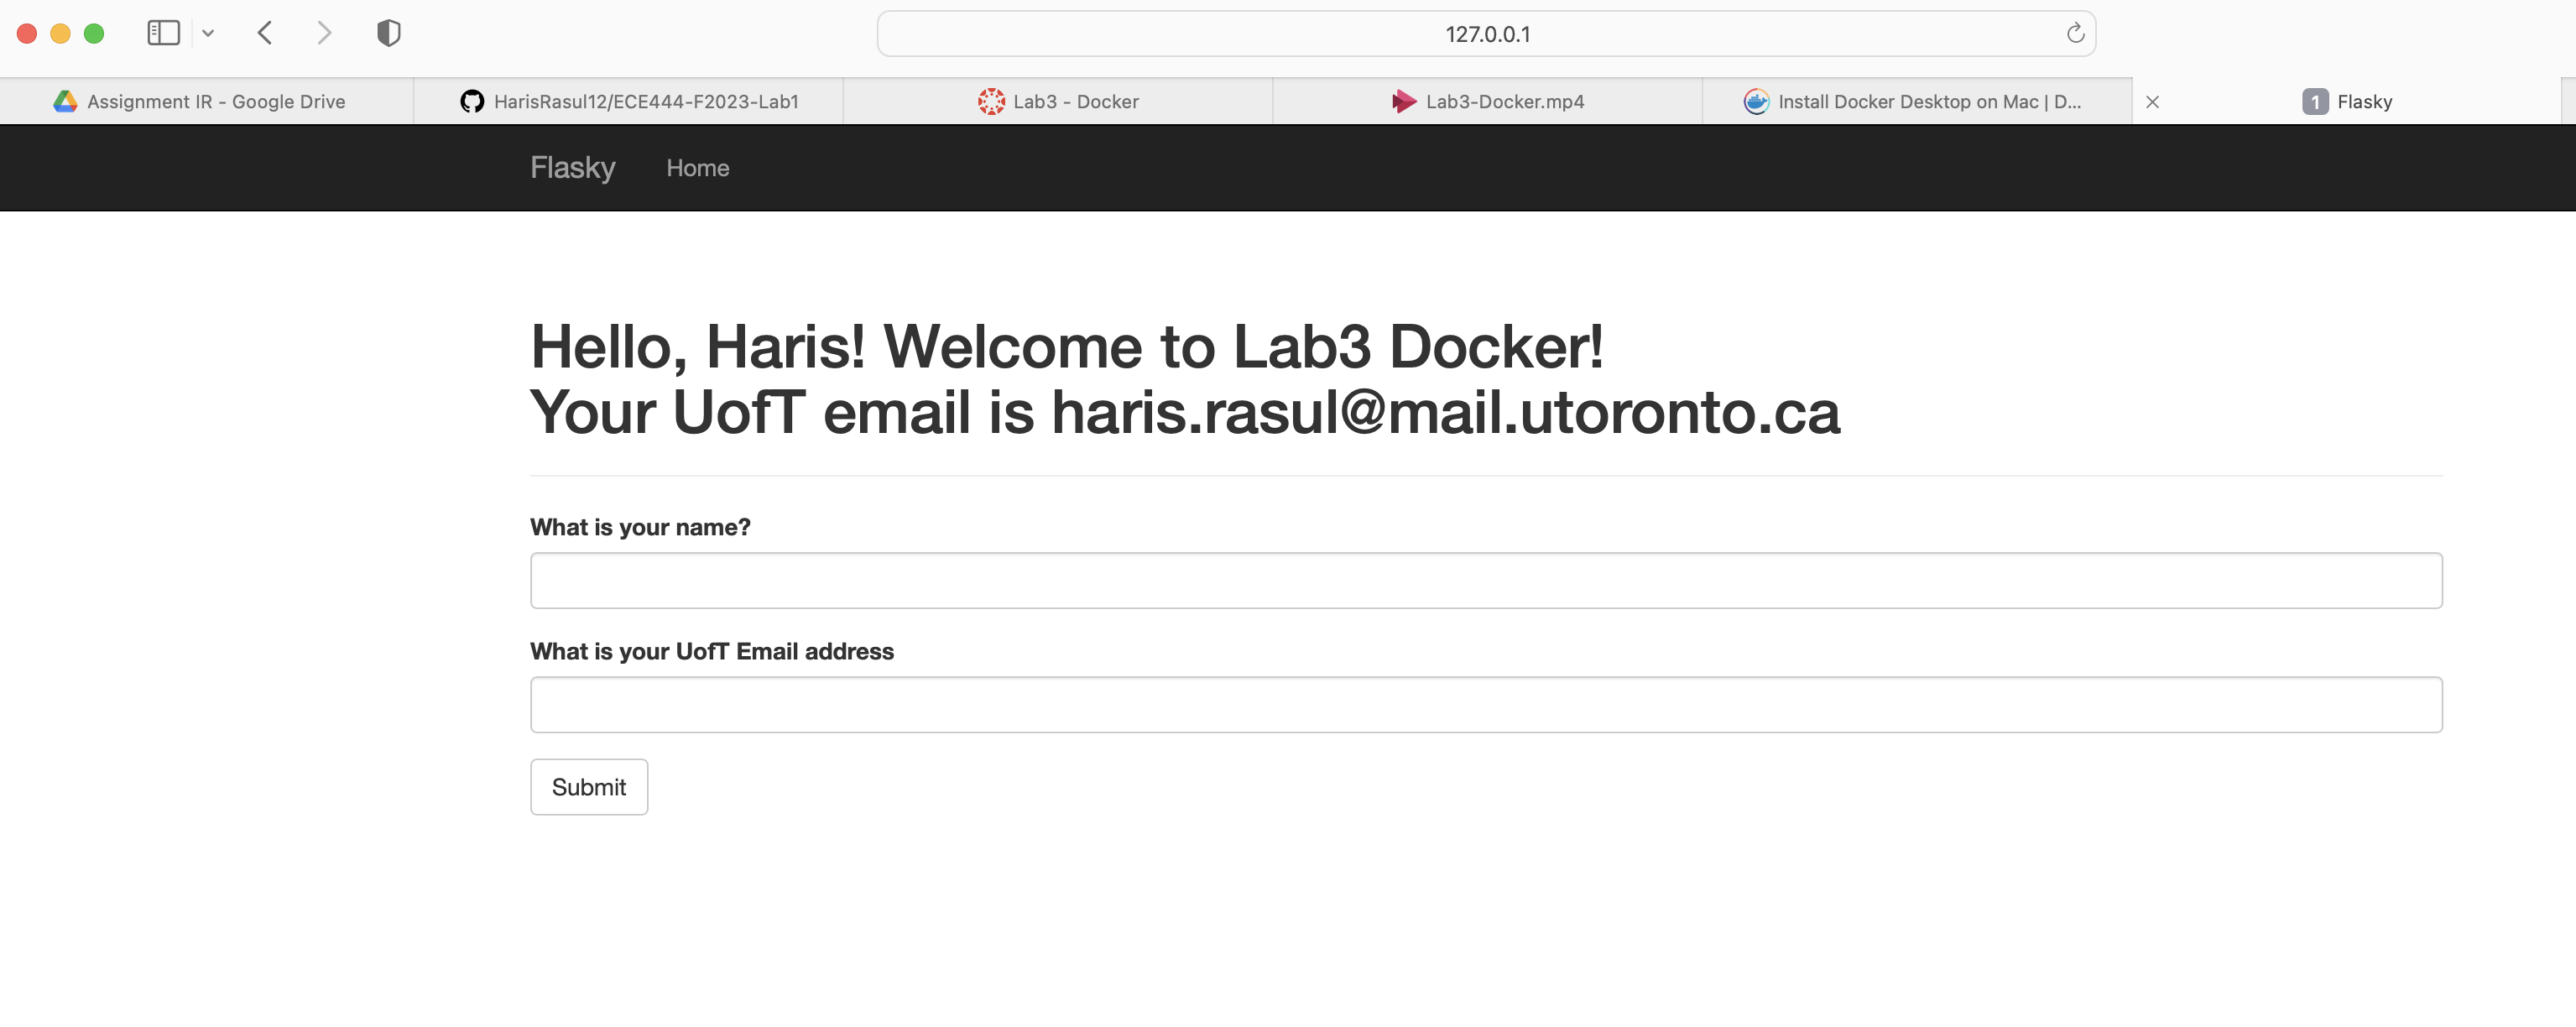 127.0.0.1
Assignment IR - Google Drive
HarisRasul12/ECE444-F2023-Lab1
Lab3 - Docker
Lab3-Docker.mp4
Install Docker Desktop on Mac | D...
1 Flasky
Flasky Home
Hello, Haris! Welcome to Lab3 Docker!
Your UofT email is haris.rasul@mail.utoronto.ca
What is your name?
What is your UofT Email address
Submit